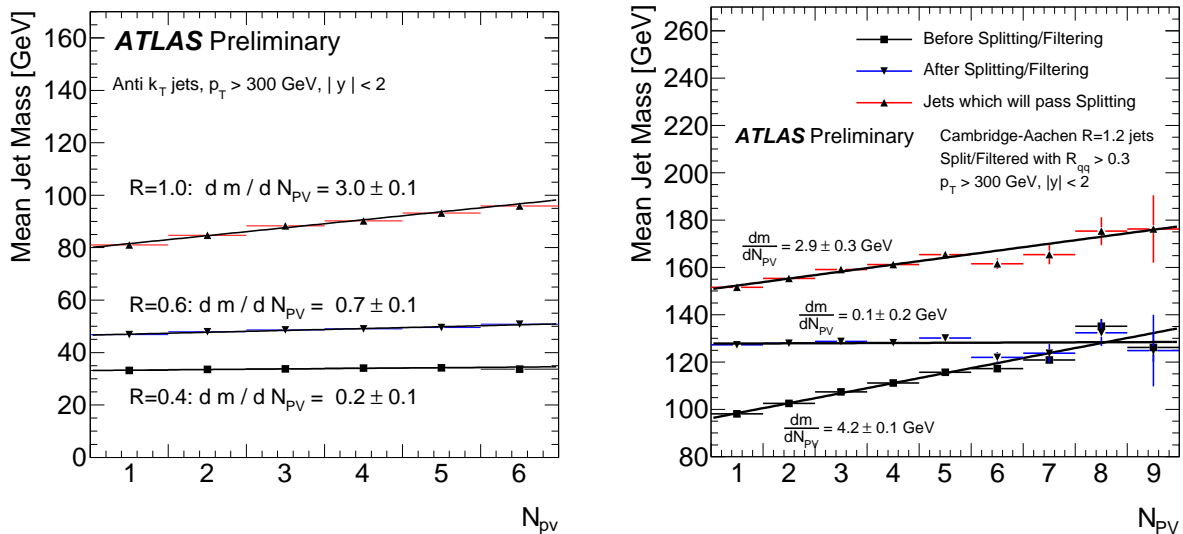 Mean Jet Mass [GeV]
160
140
120
100
80
60
40
20
0
ATLAS Preliminary
Anti k_T jets, p_T > 300 GeV, | y | < 2
R=1.0: d m / d N_PV = 3.0 ± 0.1
R=0.6: d m / d N_PV = 0.7 ± 0.1
R=0.4: d m / d N_PV = 0.2 ± 0.1
1 2 3 4 5 6
N_pv
Mean Jet Mass [GeV]
260
240
220
200
180
160
140
120
100
80
Before Splitting/Filtering
After Splitting/Filtering
Jets which will pass Splitting
ATLAS Preliminary
Cambridge-Aachen R=1.2 jets
Split/Filtered with R_qq > 0.3
p_T > 300 GeV, |y| < 2
dm/dN_PV = 2.9 ± 0.3 GeV
dm/dN_PV = 0.1 ± 0.2 GeV
dm/dN_PV = 4.2 ± 0.1 GeV
1 2 3 4 5 6 7 8 9
N_PV